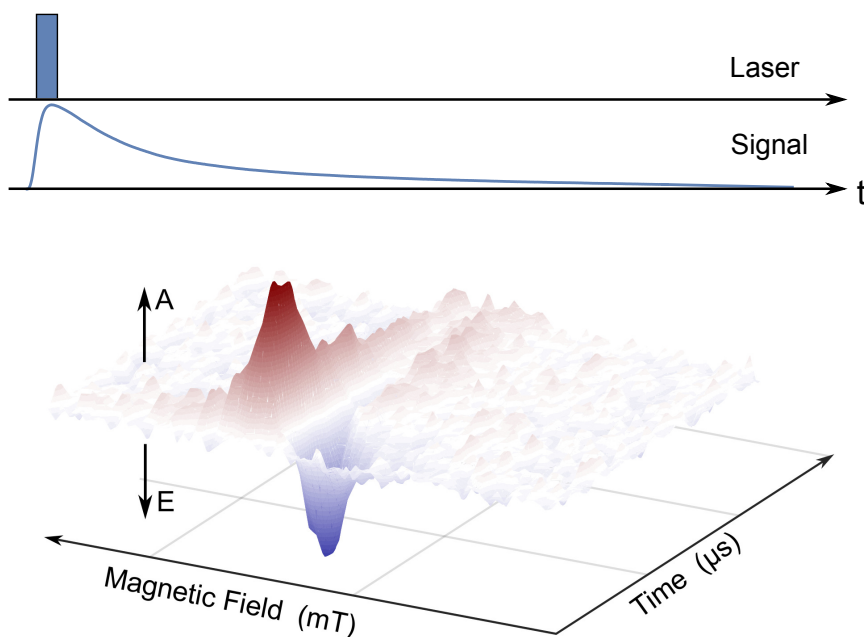 Laser
Signal
t
A
E
Magnetic Field (mT)
Time (μs)